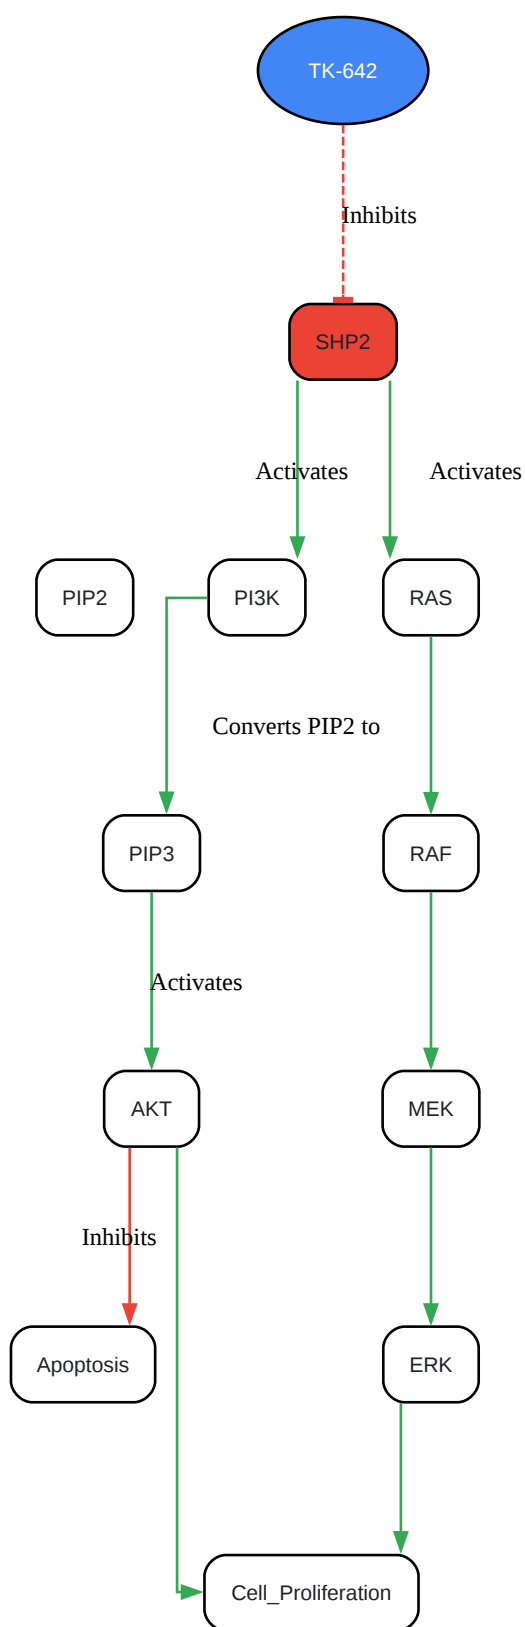 TK-642
Inhibits
SHP2
Activates
Activates
PIP2
PI3K
RAS
Converts PIP2 to
PIP3
RAF
Activates
AKT
MEK
Inhibits
Apoptosis
ERK
Cell_Proliferation